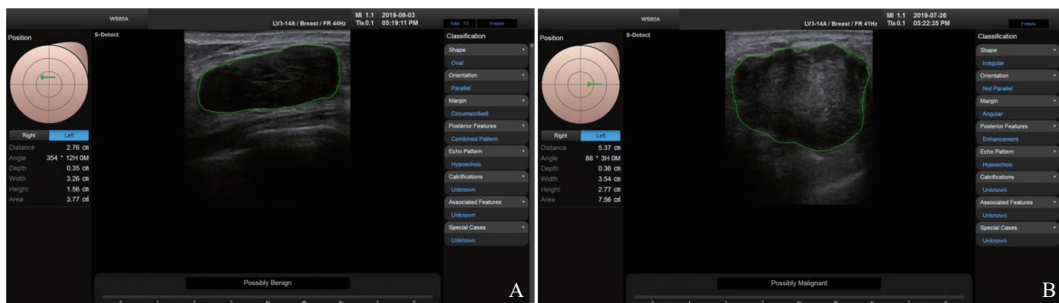 WS80A
LV3-14A / Breast / FR 44Hz
MI 1.1 2019-09-03
TIs 0.1 05:19:11 PM
Freeze
Position
S-Detect
Right Left
Distance 2.76 cm
Angle 354 ° 12H 0M
Depth 0.35 cm
Width 3.26 cm
Height 1.56 cm
Area 3.77 cm²
Classification
Shape
Oval
Orientation
Parallel
Margin
Circumscribed
Posterior Features
Combined Pattern
Echo Pattern
Hypoechoic
Calcifications
Unknown
Associated Features
Unknown
Special Cases
Unknown
Possibly Benign
A
WS80A
LV3-14A / Breast / FR 41Hz
MI 1.1 2019-07-26
TIs 0.1 05:22:35 PM
Freeze
Position
S-Detect
Right Left
Distance 5.37 cm
Angle 88 ° 3H 0M
Depth 0.36 cm
Width 3.54 cm
Height 2.77 cm
Area 7.56 cm²
Classification
Shape
Irregular
Orientation
Not Parallel
Margin
Angular
Posterior Features
Enhancement
Echo Pattern
Hypoechoic
Calcifications
Unknown
Associated Features
Unknown
Special Cases
Unknown
Possibly Malignant
B